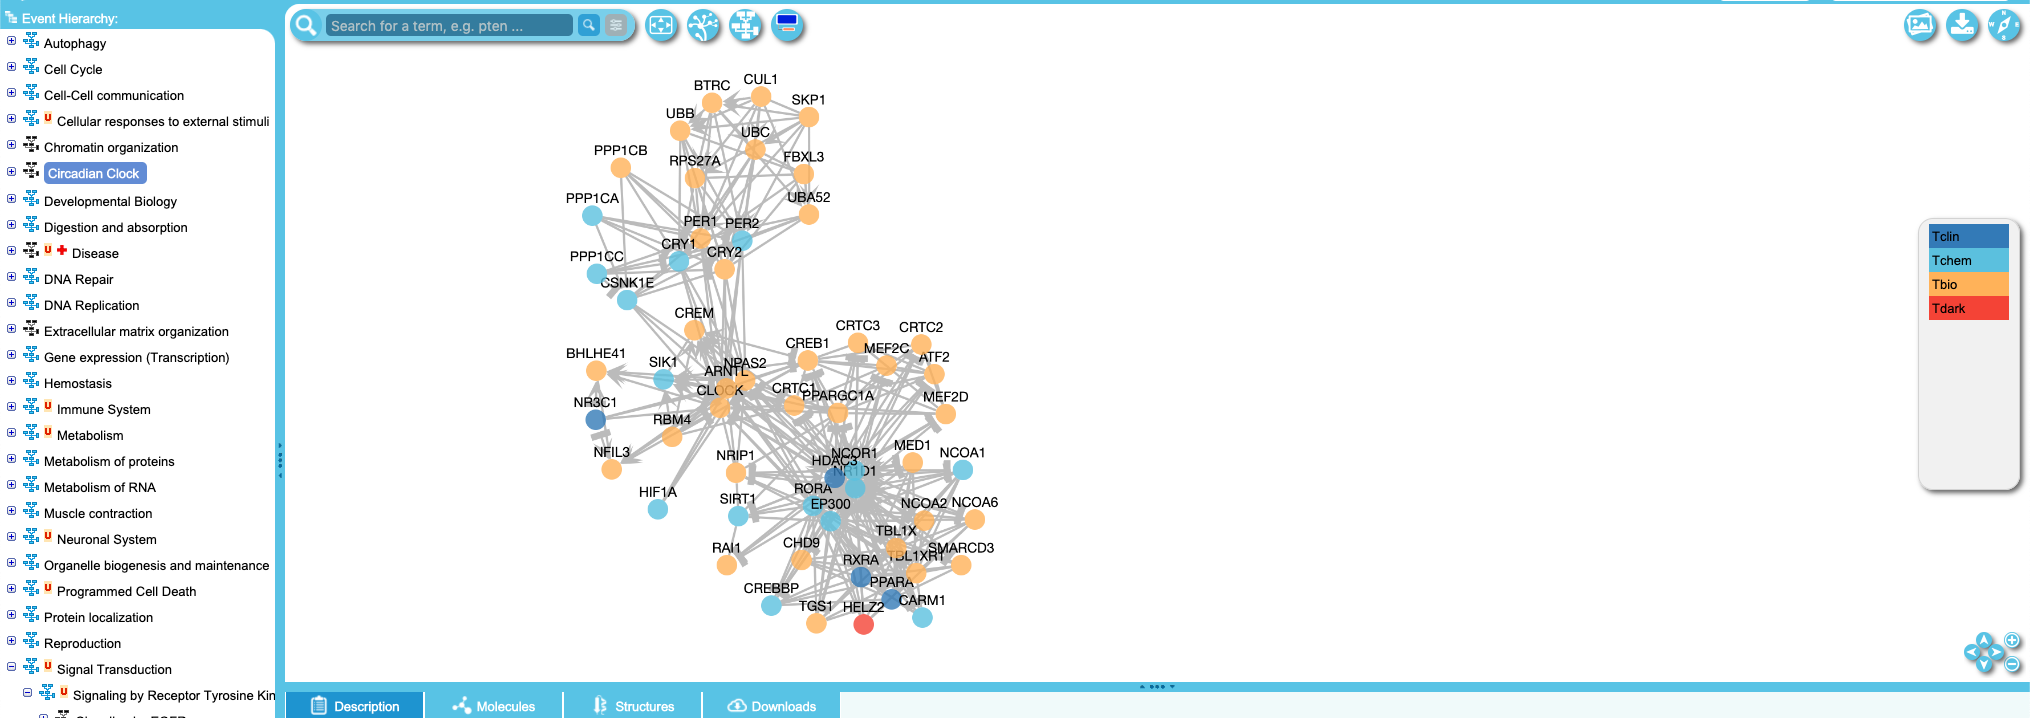 Event Hierarchy:
Autophagy
Cell Cycle
Cell-Cell communication
U Cellular responses to external stimuli
Chromatin organization
Circadian Clock
Developmental Biology
Digestion and absorption
U Disease
DNA Repair
DNA Replication
Extracellular matrix organization
Gene expression (Transcription)
Hemostasis
U Immune System
U Metabolism
Metabolism of proteins
Metabolism of RNA
Muscle contraction
U Neuronal System
Organelle biogenesis and maintenance
U Programmed Cell Death
Protein localization
Reproduction
U Signal Transduction
U Signaling by Receptor Tyrosine Kin
Search for a term, e.g. pten ...
N
W
S
CUL1
BTRC
SKP1
UBB
UBC
PPP1CB
RPS27A
FBXL3
PPP1CA
UBA52
PER1
PER2
CRY1
CRY2
PPP1CC
CSNK1E
CREM
CRTC3
CRTC2
CREB1
MEF2C
BHLHE41
SIK1
NPAS2
ATF2
ARNTL
CLOCK
CRTC1
PPARGC1A
MEF2D
NR3C1
RBM4
NFIL3
NRIP1
NCOR1
MED1
NCOA1
HDAC3
NR1D1
HIF1A
SIRT1
RORA
EP300
NCOA2
NCOA6
TBL1X
RAI1
CHD9
RXRA
TBL1XR1
SMARCD3
CREBBP
PPARA
TGS1
HELZ2
CARM1
Tclin
Tchem
Tbio
Tdark
Description
Molecules
Structures
Downloads